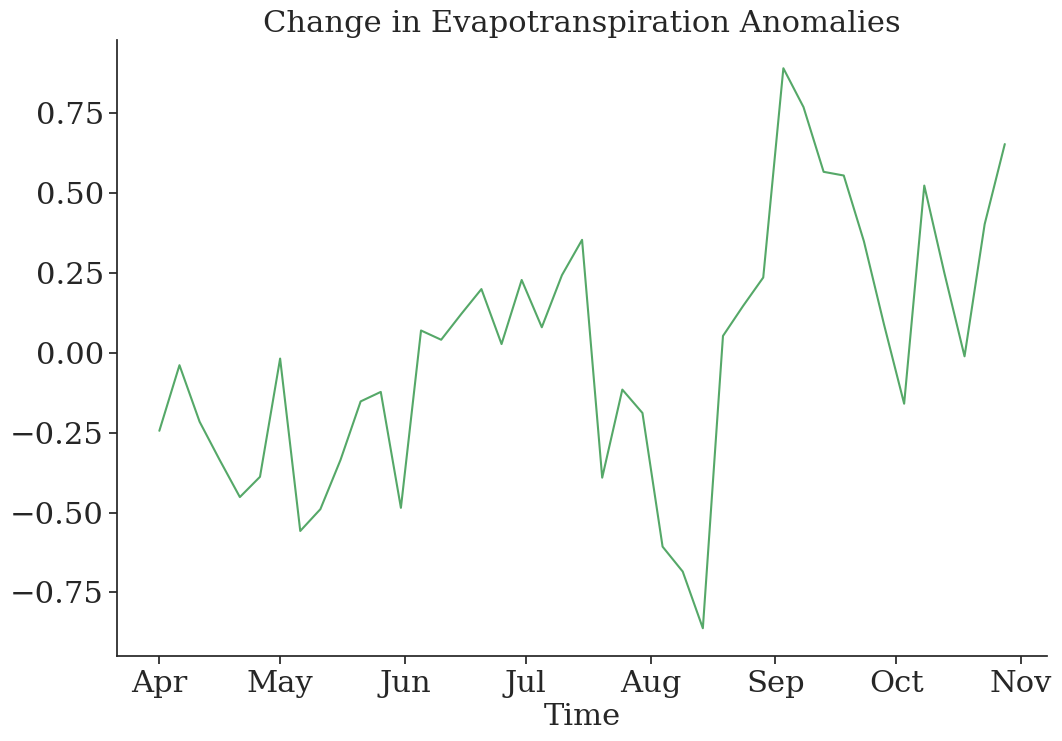 Change in Evapotranspiration Anomalies
0.75
0.50
0.25
0.00
−0.25
−0.50
−0.75
Apr May Jun Jul Aug Sep Oct Nov
Time